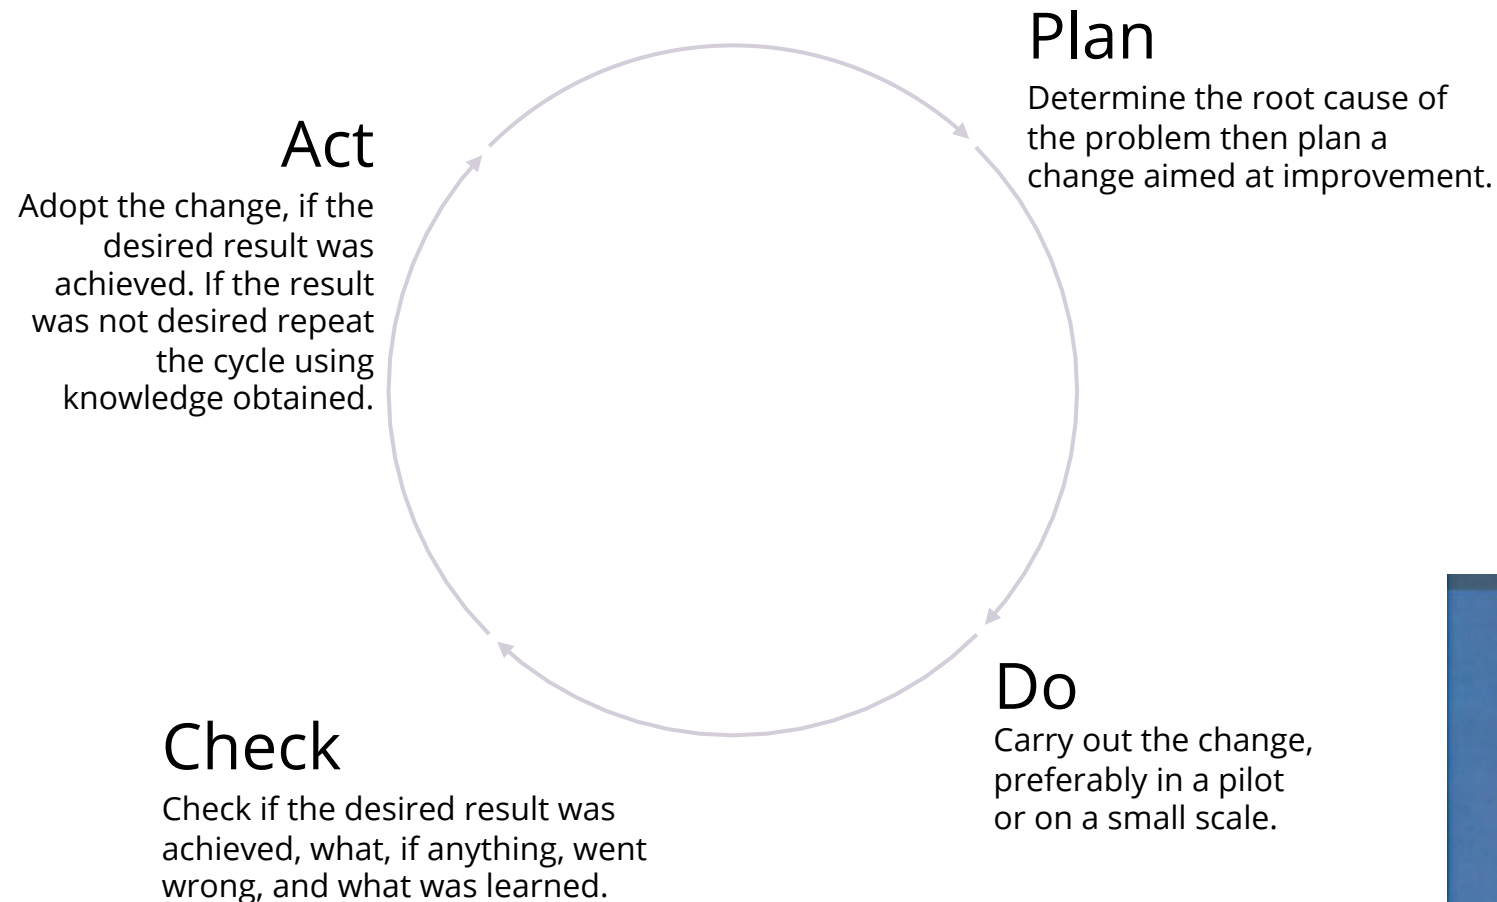 Plan
Determine the root cause of
the problem then plan a
change aimed at improvement.
Do
Carry out the change,
preferably in a pilot
or on a small scale.
Check
Check if the desired result was
achieved, what, if anything, went
wrong, and what was learned.
Act
Adopt the change, if the
desired result was
achieved. If the result
was not desired repeat
the cycle using
knowledge obtained.